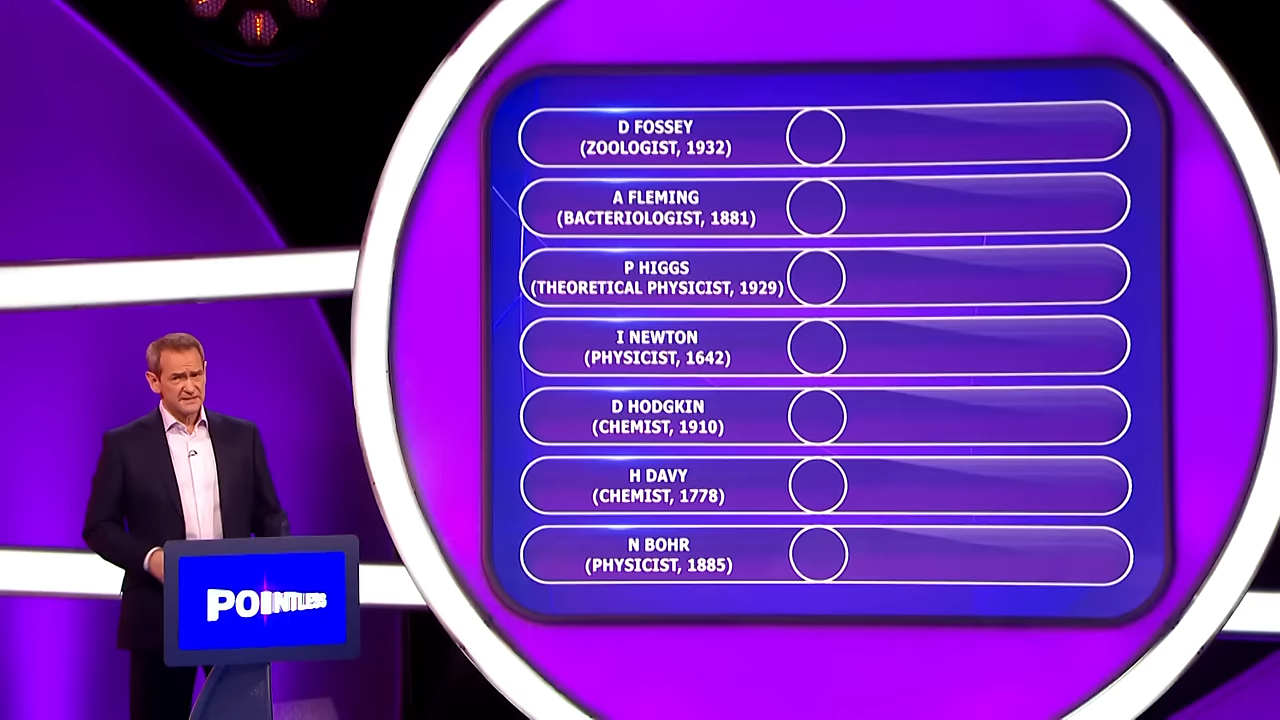 D FOSSEY
(ZOOLOGIST, 1932)
A FLEMING
(BACTERIOLOGIST, 1881)
P HIGGS
(THEORETICAL PHYSICIST, 1929)
I NEWTON
(PHYSICIST, 1642)
D HODGKIN
(CHEMIST, 1910)
H DAVY
(CHEMIST, 1778)
N BOHR
(PHYSICIST, 1885)
POINTLESS